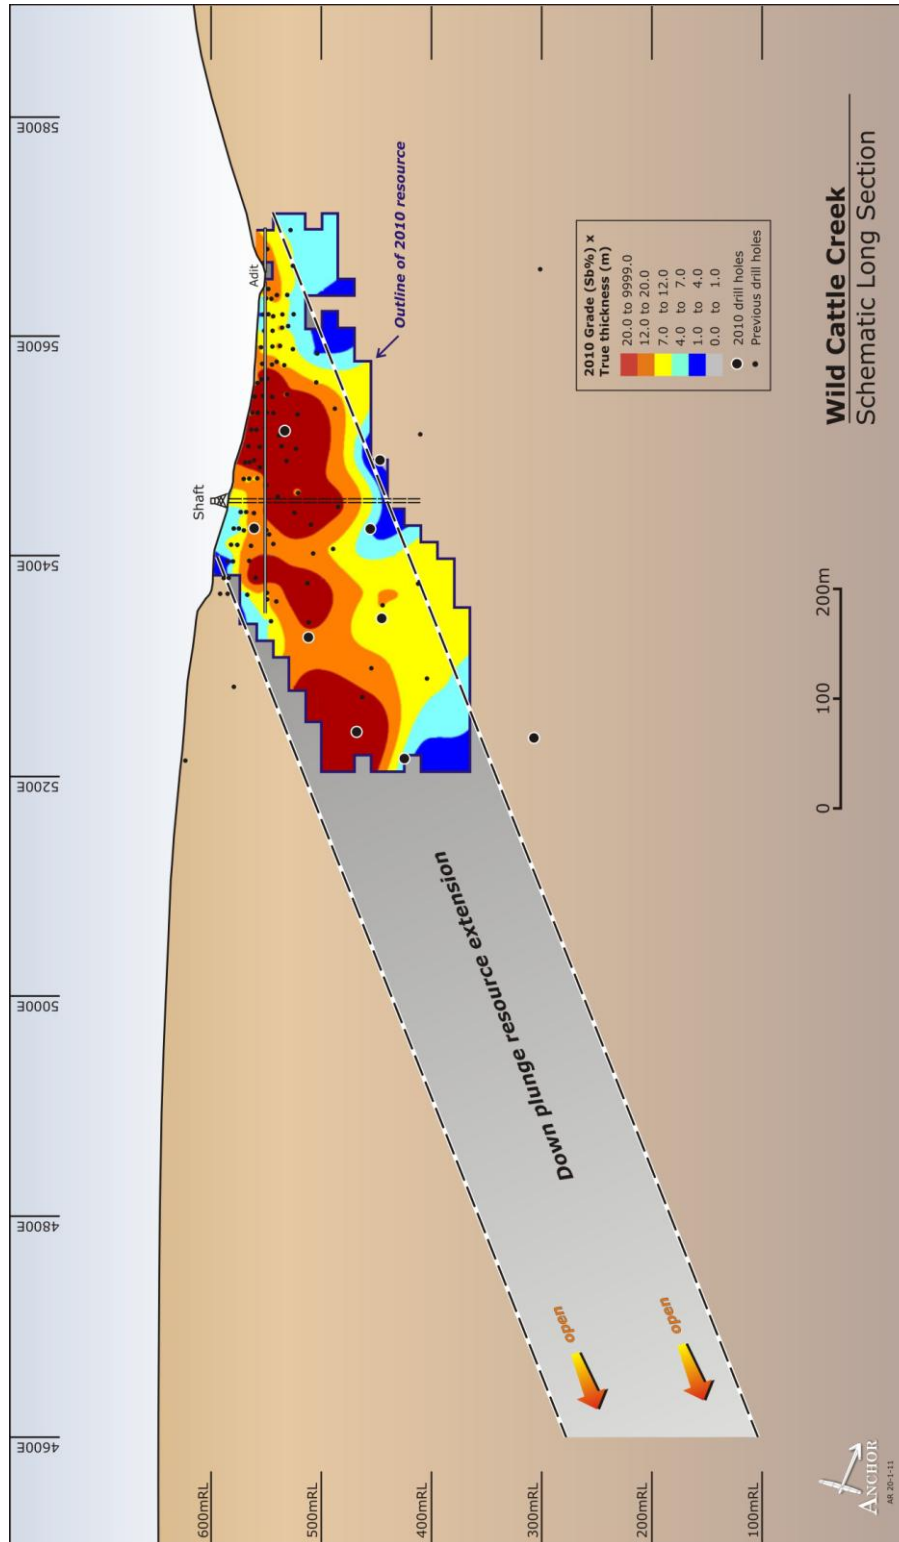 4600E
4800E
5000E
5200E
5400E
5600E
5800E
600mRL
500mRL
400mRL
300mRL
200mRL
100mRL
Shaft
Adit
Outline of 2010 resource
Down plunge resource extension
open
open
2010 Grade (Sb%) x
True thickness (m)
20.0 to 9999.0
12.0 to 20.0
7.0 to 12.0
4.0 to 7.0
1.0 to 4.0
0.0 to 1.0
2010 drill holes
Previous drill holes
0 100 200m
Wild Cattle Creek
Schematic Long Section
ANCHOR
AR 20-1-11